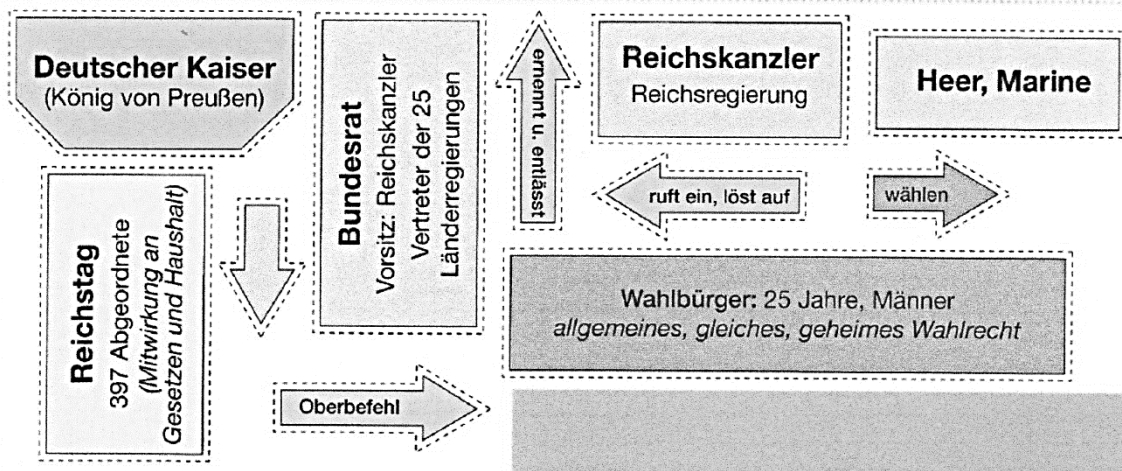 Deutscher Kaiser
(König von Preußen)
Reichstag
397 Abgeordnete
(Mitwirkung an
Gesetzen und Haushalt)
Bundesrat
Vorsitz: Reichskanzler
Vertreter der 25
Länderregierungen
ernennt u. entlässt
Reichskanzler
Reichsregierung
Heer, Marine
ruft ein, löst auf
wählen
Wahlbürger: 25 Jahre, Männer
allgemeines, gleiches, geheimes Wahlrecht
Oberbefehl